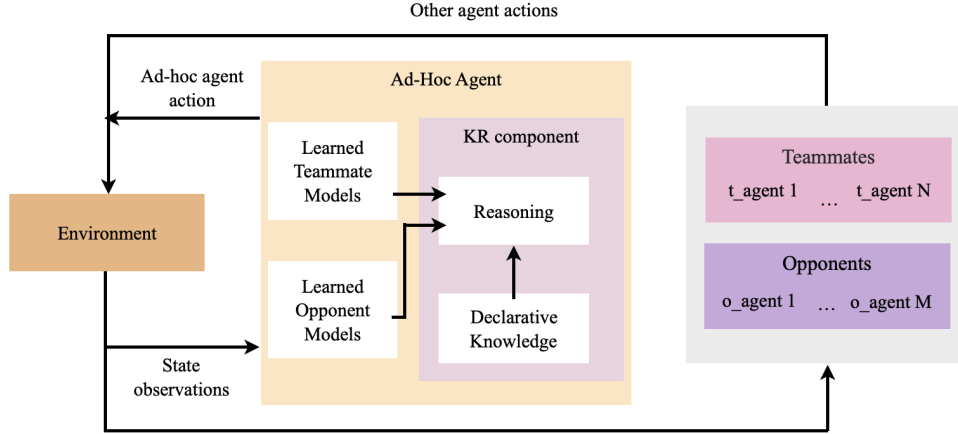 Other agent actions
Ad-hoc agent
action
Ad-Hoc Agent
Learned
Teammate
Models
KR component
Reasoning
Learned
Opponent
Models
Declarative
Knowledge
Environment
State
observations
Teammates
t_agent 1 ... t_agent N
Opponents
o_agent 1 ... o_agent M